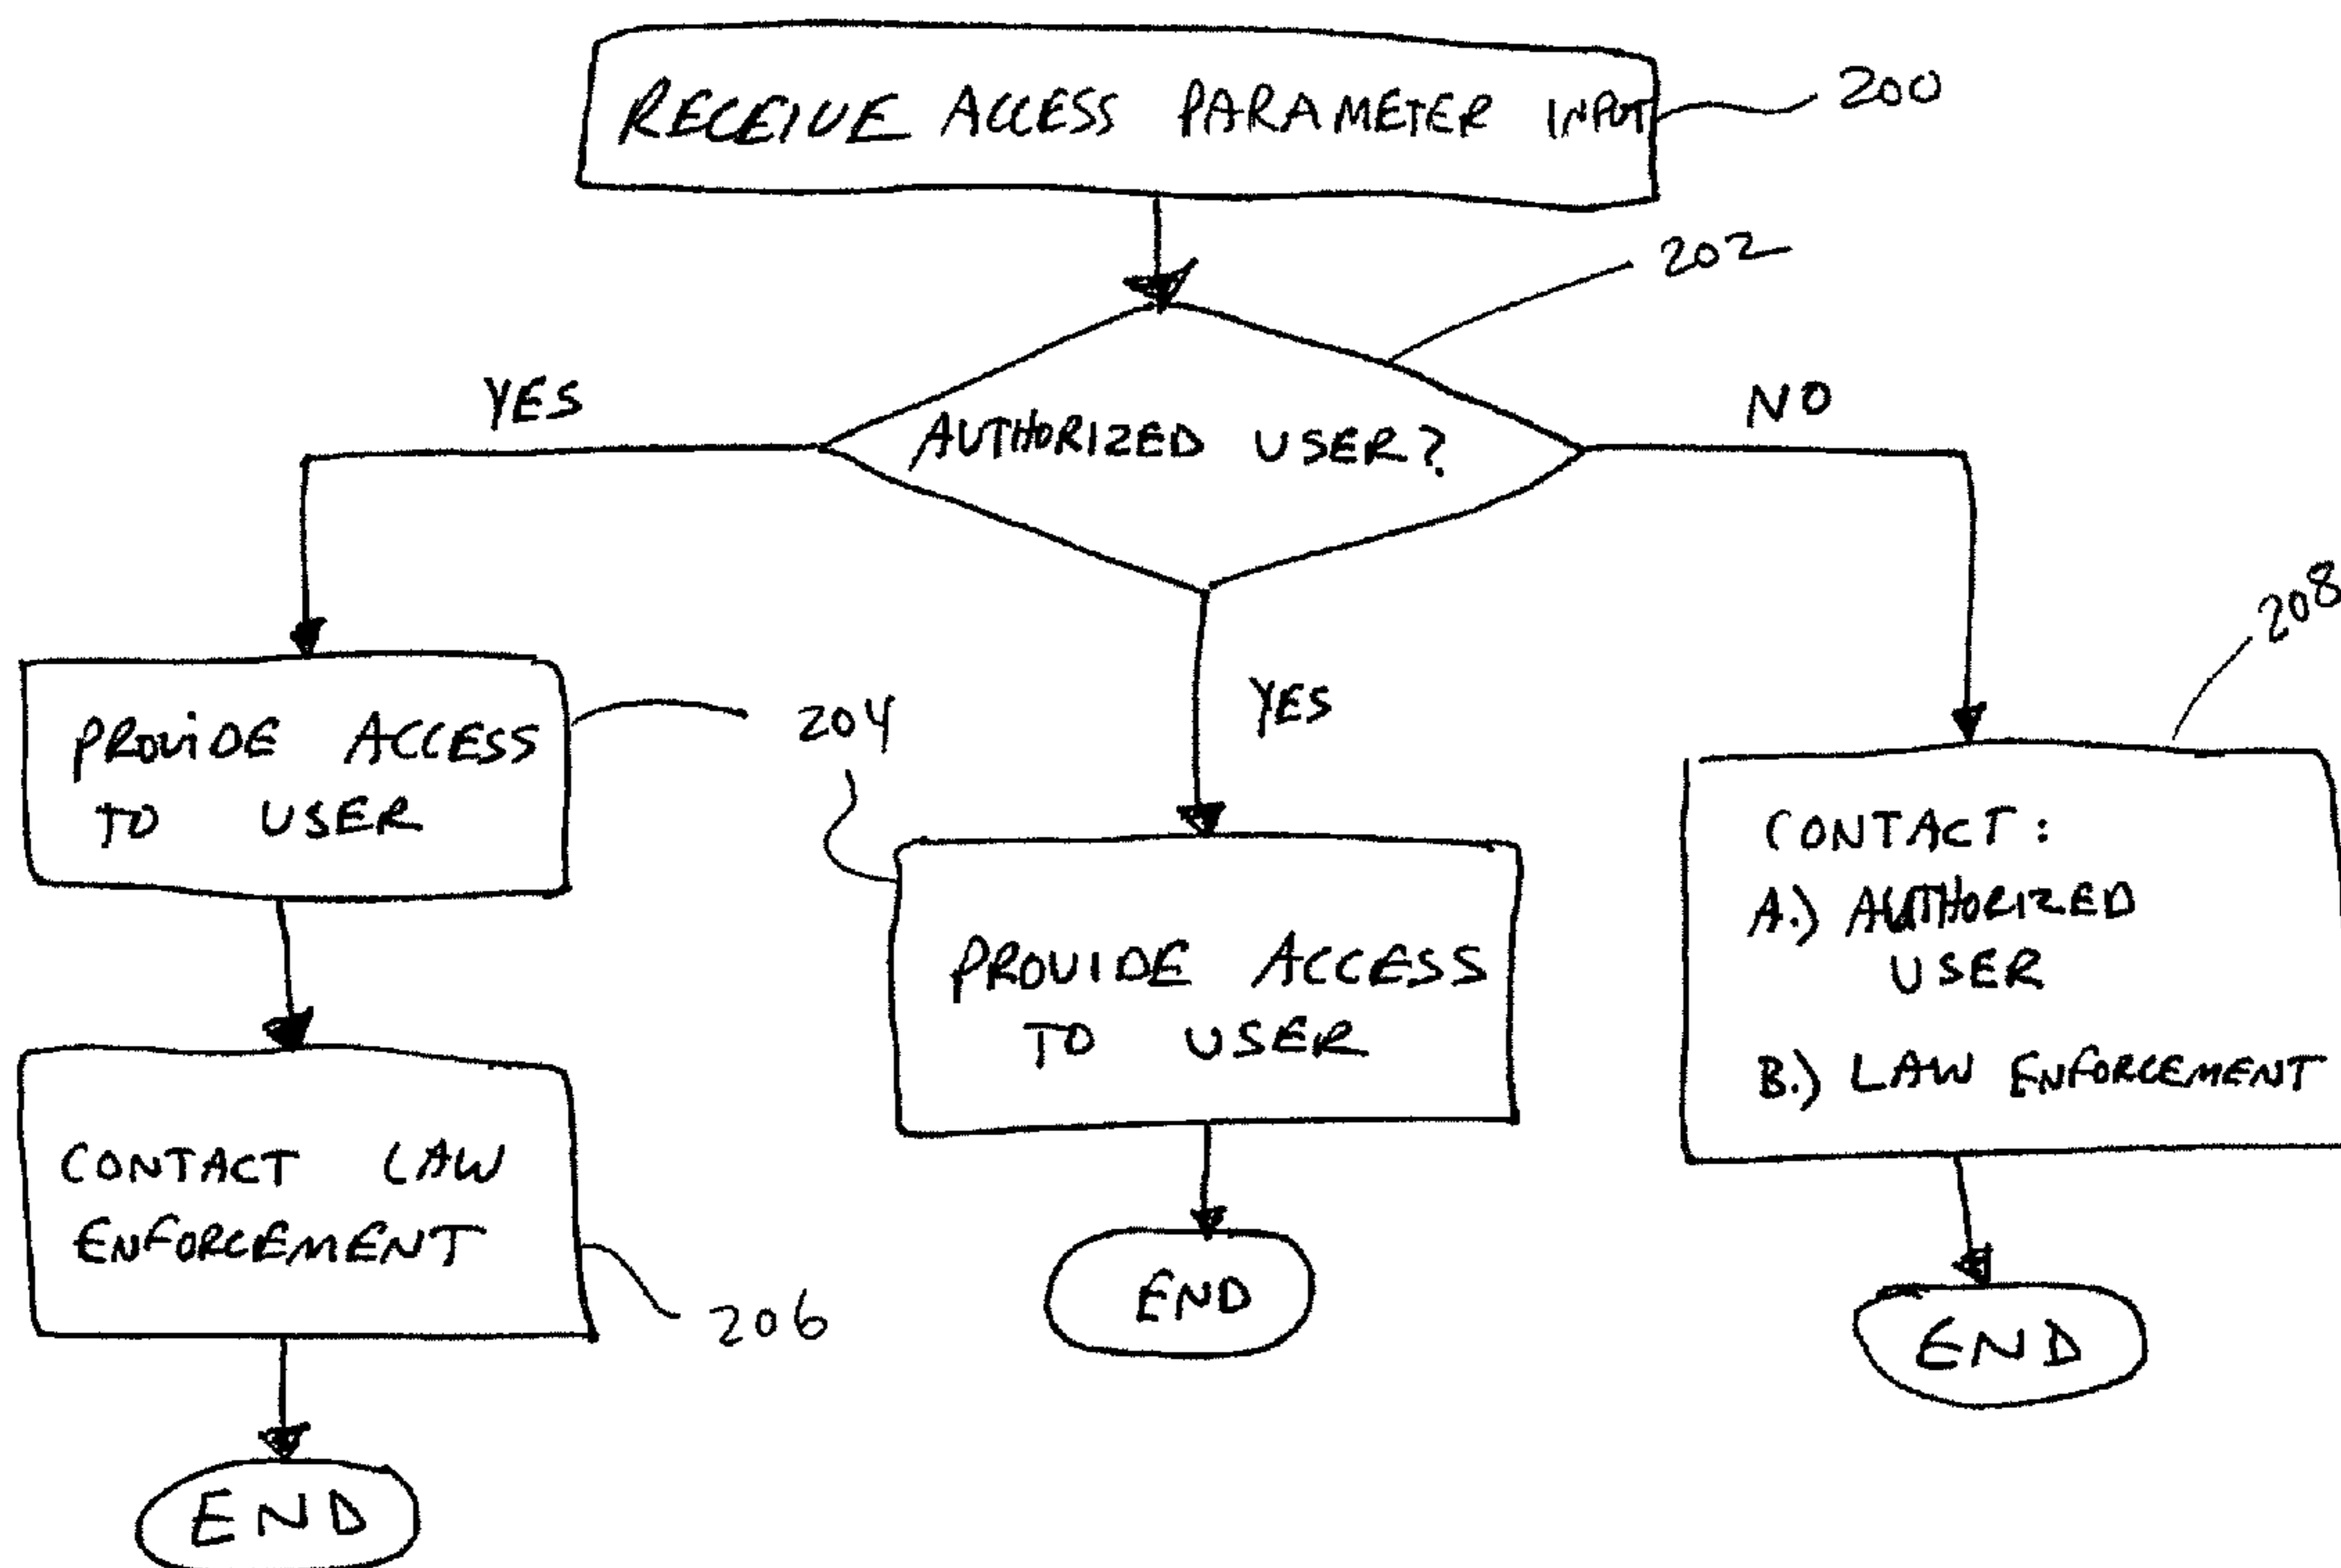 RECEIVE ACCESS PARAMETER INPUT
200
202
YES
AUTHORIZED USER?
NO
208
PROVIDE ACCESS
TO USER
204
YES
CONTACT:
A.) AUTHORIZED
USER
B.) LAW ENFORCEMENT
PROVIDE ACCESS
TO USER
CONTACT LAW
ENFORCEMENT
206
END
END
END